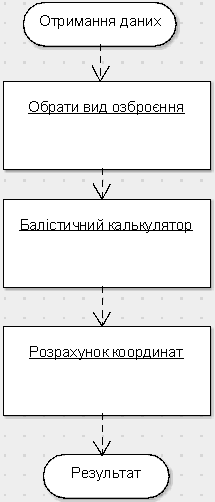 Отримання даних
Обрати вид озброєння
Балістичний калькулятор
Розрахунок координат
Результат